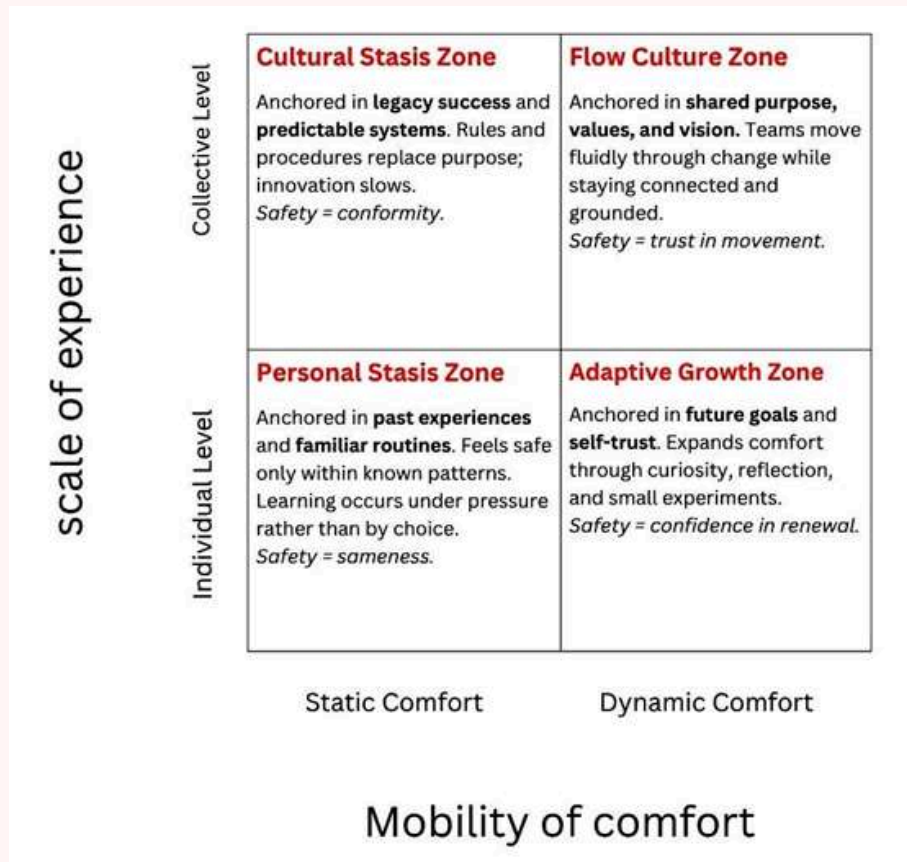 scale of experience
Collective Level
Cultural Stasis Zone
Anchored in legacy success and
predictable systems. Rules and
procedures replace purpose;
innovation slows.
Safety = conformity.
Flow Culture Zone
Anchored in shared purpose,
values, and vision. Teams move
fluidly through change while
staying connected and
grounded.
Safety = trust in movement.
Individual Level
Personal Stasis Zone
Anchored in past experiences
and familiar routines. Feels safe
only within known patterns.
Learning occurs under pressure
rather than by choice.
Safety = sameness.
Adaptive Growth Zone
Anchored in future goals and
self-trust. Expands comfort
through curiosity, reflection,
and small experiments.
Safety = confidence in renewal.
Static Comfort
Dynamic Comfort
Mobility of comfort